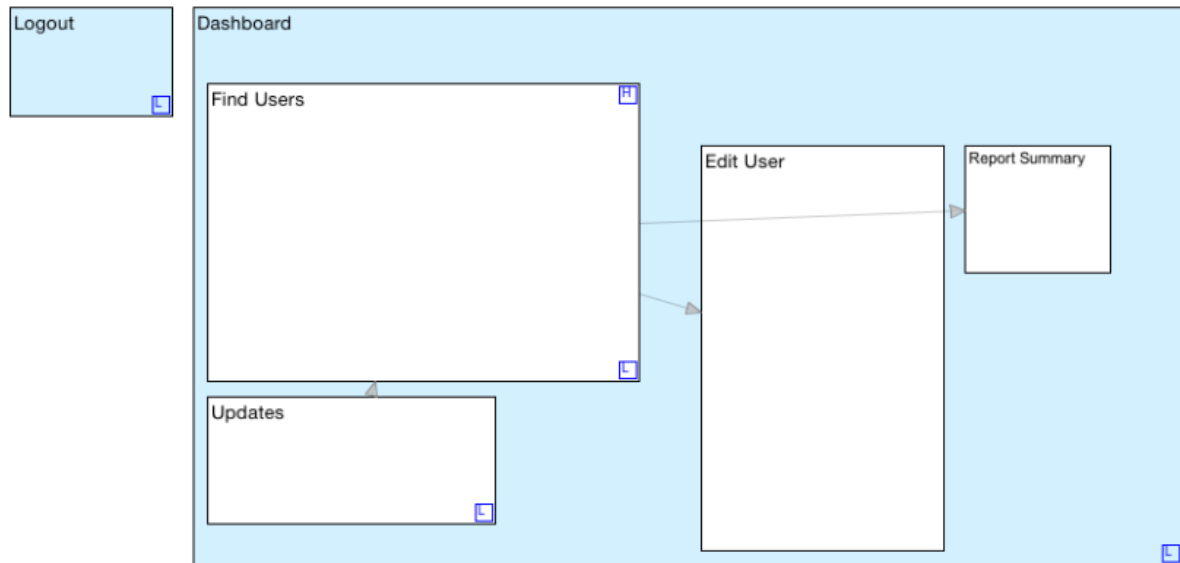 Logout
L
Dashboard
Find Users
H
L
Edit User
Report Summary
Updates
L
L